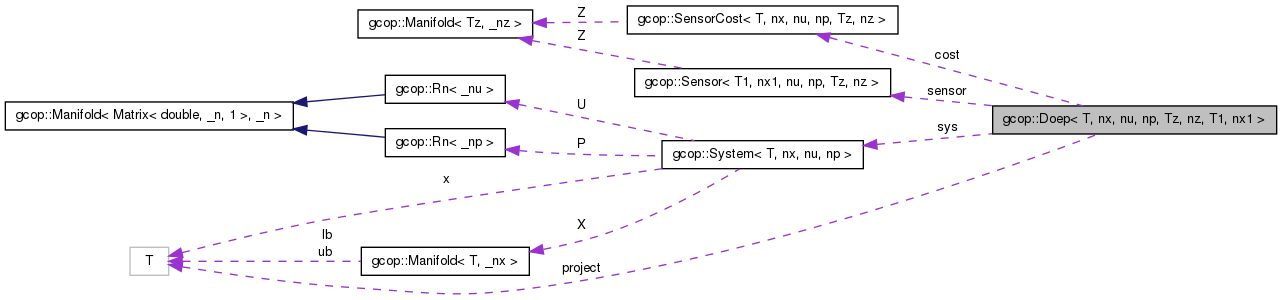 gcop::Manifold< Tz, _nz >
Z
gcop::SensorCost< T, nx, nu, np, Tz, nz >
Z
cost
gcop::Sensor< T1, nx1, nu, np, Tz, nz >
sensor
gcop::Rn< _nu >
U
gcop::Manifold< Matrix< double, _n, 1 >, _n >
gcop::Doep< T, nx, nu, np, Tz, nz, T1, nx1 >
sys
gcop::Rn< _np >
P
gcop::System< T, nx, nu, np >
x
X
lb
ub
T
gcop::Manifold< T, _nx >
project